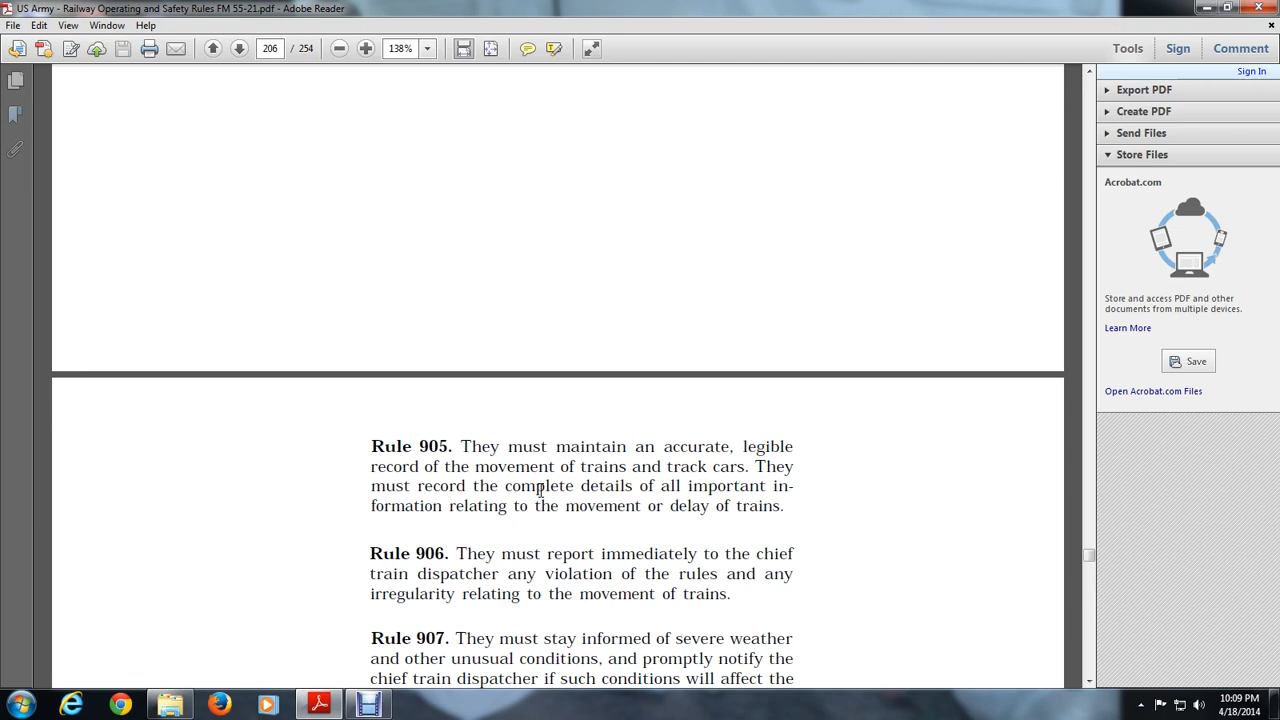 US Army - Railway Operating and Safety Rules FM 55-21.pdf - Adobe Reader
File Edit View Window Help
206 / 254 138% Tools Sign Comment
Sign In
Export PDF
Create PDF
Send Files
Store Files
Acrobat.com
Store and access PDF and other
documents from multiple devices.
Learn More
Save
Open Acrobat.com Files
Rule 905. They must maintain an accurate, legible
record of the movement of trains and track cars. They
must record the complete details of all important in-
formation relating to the movement or delay of trains.
Rule 906. They must report immediately to the chief
train dispatcher any violation of the rules and any
irregularity relating to the movement of trains.
Rule 907. They must stay informed of severe weather
and other unusual conditions, and promptly notify the
chief train dispatcher if such conditions will affect the
10:09 PM
4/18/2014